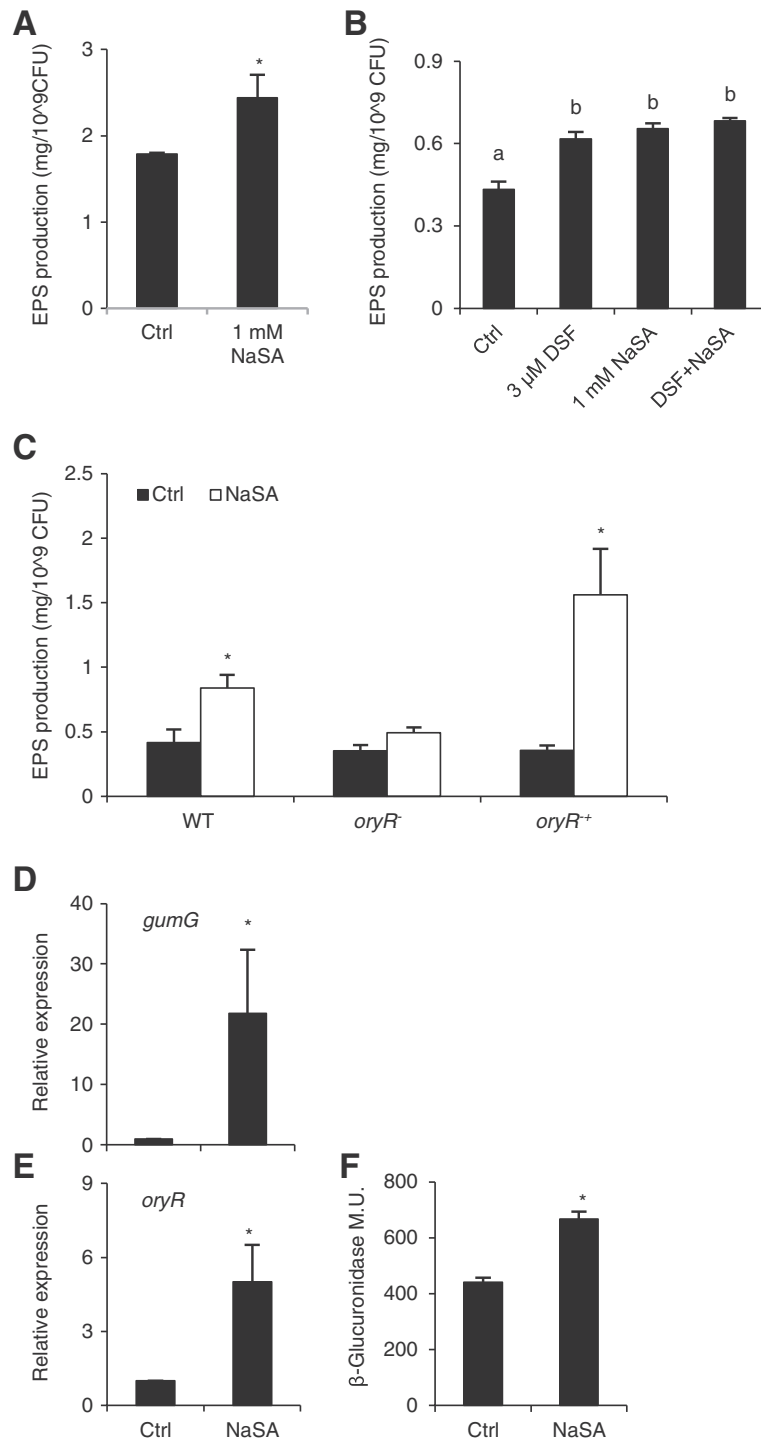 A
EPS production (mg/10^9CFU)
3
2
1
0
*
Ctrl
1 mM
NaSA
B
EPS production (mg/10^9 CFU)
0.9
0.6
0.3
0
a
b
b
b
Ctrl
3 µM DSF
1 mM NaSA
DSF+NaSA
C
EPS production (mg/10^9 CFU)
2.5
2
1.5
1
0.5
0
Ctrl
NaSA
*
*
WT
oryR-
oryR-+
D
Relative expression
40
30
20
10
0
gumG
*
E
Relative expression
9
6
3
0
oryR
*
Ctrl
NaSA
F
β-Glucuronidase M.U.
800
600
400
200
0
*
Ctrl
NaSA